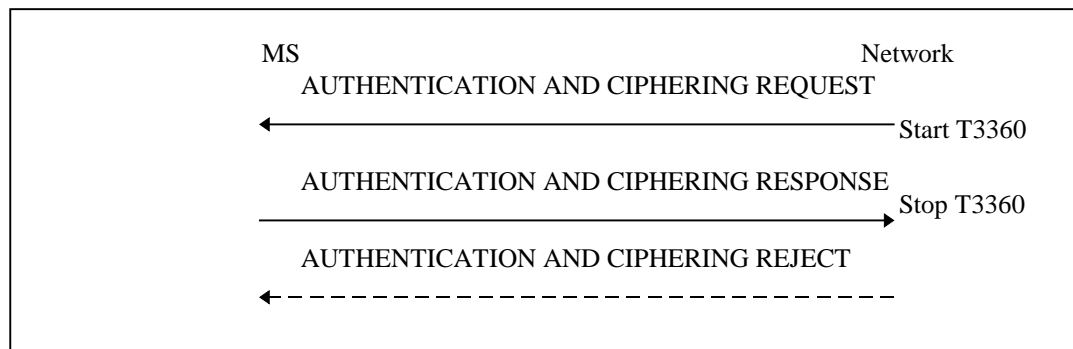 MS Network
AUTHENTICATION AND CIPHERING REQUEST
Start T3360
AUTHENTICATION AND CIPHERING RESPONSE
Stop T3360
AUTHENTICATION AND CIPHERING REJECT